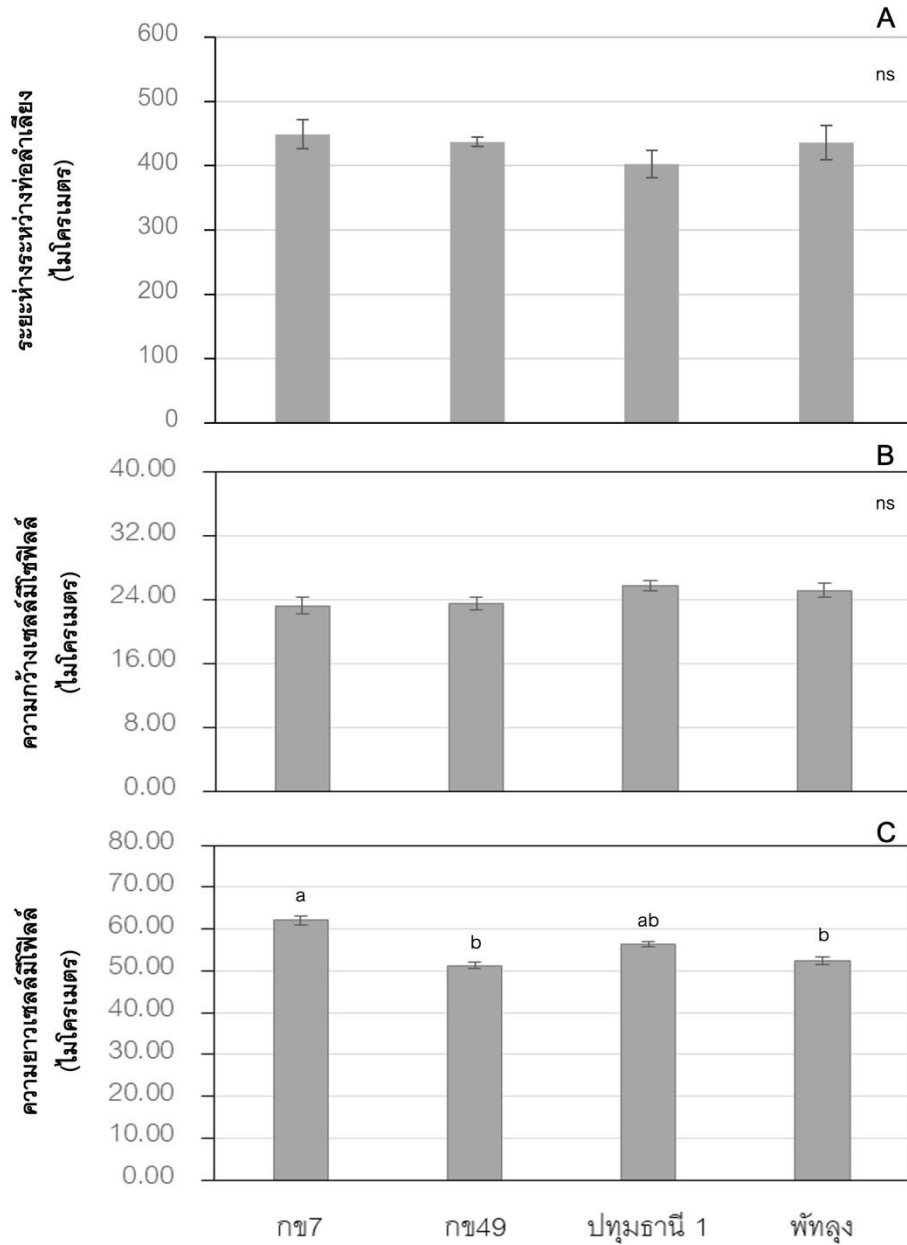 A
ns
ระยะห่างระหว่างท่อลำเลียง
(ไมโครเมตร)
600
500
400
300
200
100
0
B
ns
ความกว้างเซลล์มีโซฟิลล์
(ไมโครเมตร)
40.00
32.00
24.00
16.00
8.00
0.00
C
ความยาวเซลล์มีโฟิลล์
(ไมโครเมตร)
80.00
70.00
60.00
50.00
40.00
30.00
20.00
10.00
0.00
a b ab b
กข7 กข49 ปทุมธานี 1 พัทลุง